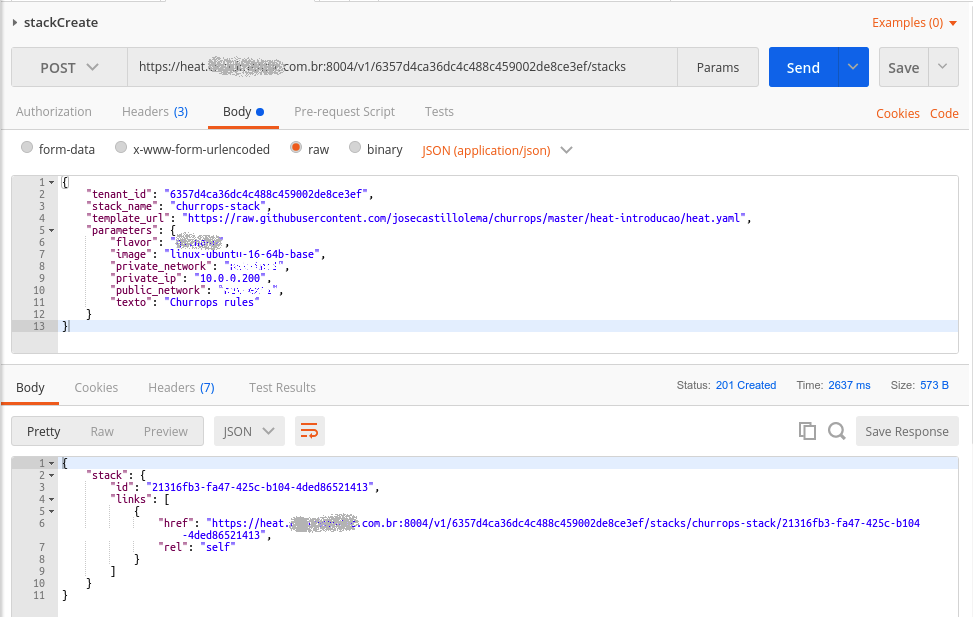 stackCreate
Examples (0)
POST
https://heat. com.br:8004/v1/6357d4ca36dc4c488c459002de8ce3ef/stacks
Params
Send
Save
Authorization
Headers (3)
Body
Pre-request Script
Tests
Cookies
Code
form-data
x-www-form-urlencoded
raw
binary
JSON (application/json)
1 {
2 "tenant_id": "6357d4ca36dc4c488c459002de8ce3ef",
3 "stack_name": "churrops-stack",
4 "template_url": "https://raw.githubusercontent.com/josecastillolema/churrops/master/heat-introducao/heat.yaml",
5 "parameters": {
6 "flavor": " ",
7 "image": "linux-ubuntu-16-64b-base",
8 "private_network": " ",
9 "private_ip": "10.0.0.200",
10 "public_network": " ",
11 "texto": "Churrops rules"
12 }
13 }
Body
Cookies
Headers (7)
Test Results
Status: 201 Created
Time: 2637 ms
Size: 573 B
Pretty
Raw
Preview
JSON
Save Response
1 {
2 "stack": {
3 "id": "21316fb3-fa47-425c-b104-4ded86521413",
4 "links": [
5 {
6 "href": "https://heat. .com.br:8004/v1/6357d4ca36dc4c488c459002de8ce3ef/stacks/churrops-stack/21316fb3-fa47-425c-b104
-4ded86521413",
7 "rel": "self"
8 }
9 ]
10 }
11 }